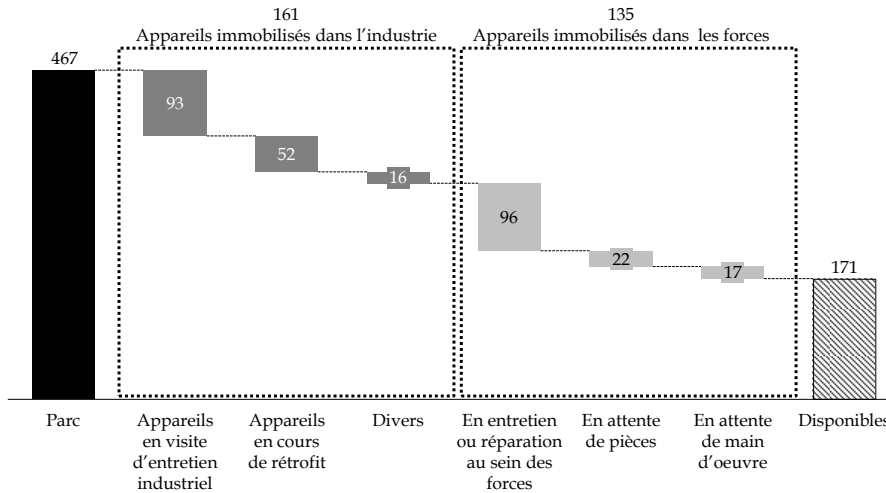 161
Appareils immobilisés dans l'industrie
135
Appareils immobilisés dans les forces
467
93
52
16
96
22
17
171
Parc
Appareils
en visite
d'entretien
industriel
Appareils
en cours
de rétrofit
Divers
En entretien
ou réparation
au sein des
forces
En attente
de pièces
En attente
de main
d'oeuvre
Disponibles